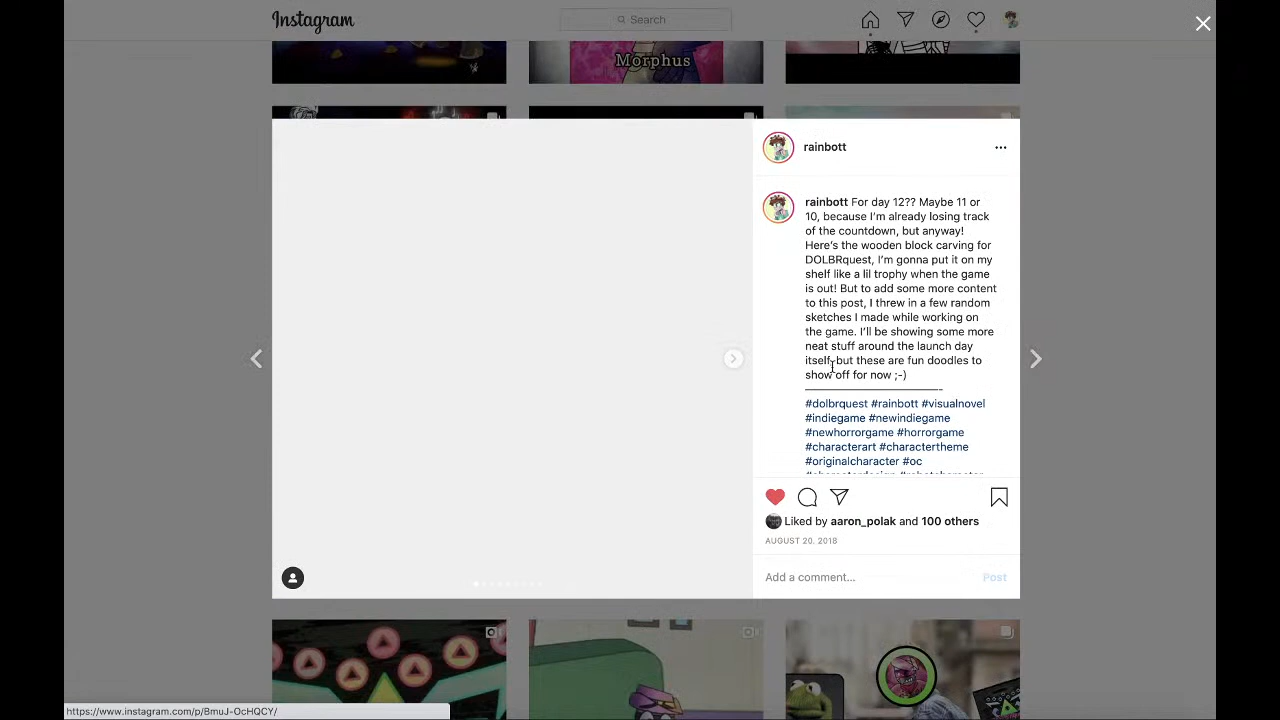 Instagram
Search
Morphus
rainbott
rainbott For day 12?? Maybe 11 or
10, because I'm already losing track
of the countdown, but anyway!
Here's the wooden block carving for
DOLBRquest, I'm gonna put it on my
shelf like a lil trophy when the game
is out! But to add some more content
to this post, I threw in a few random
sketches I made while working on
the game. I'll be showing some more
neat stuff around the launch day
itself, but these are fun doodles to
show off for now ;-)
#dolbrquest #rainbott #visualnovel
#indiegame #newindiegame
#newhorrorgame #horrorgame
#characterart #charactertheme
#originalcharacter #oc
Liked by aaron_polak and 100 others
AUGUST 20, 2018
Add a comment...
Post
https://www.instagram.com/p/BmuJ-OcHQCY/